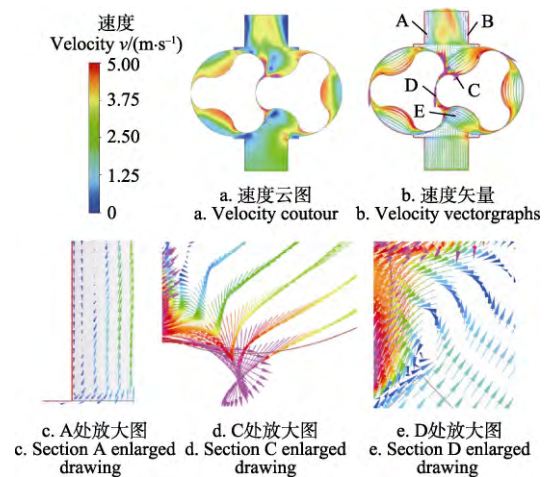 速度
Velocity v/(m·s⁻¹)
5.00
3.75
2.50
1.25
0
A
B
C
D
E
a. 速度云图
a. Velocity coutour
b. 速度矢量
b. Velocity vectorgraphs
c. A处放大图
c. Section A enlarged
drawing
d. C处放大图
d. Section C enlarged
drawing
e. D处放大图
e. Section D enlarged
drawing